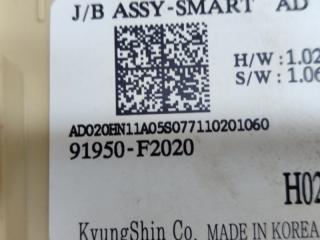 J/B ASSY-SMART AD
H/W : 1.02
S/W : 1.06
AD020HN11A05S077110201060
91950-F2020
H02
KyungShin Co. MADE IN KOREA